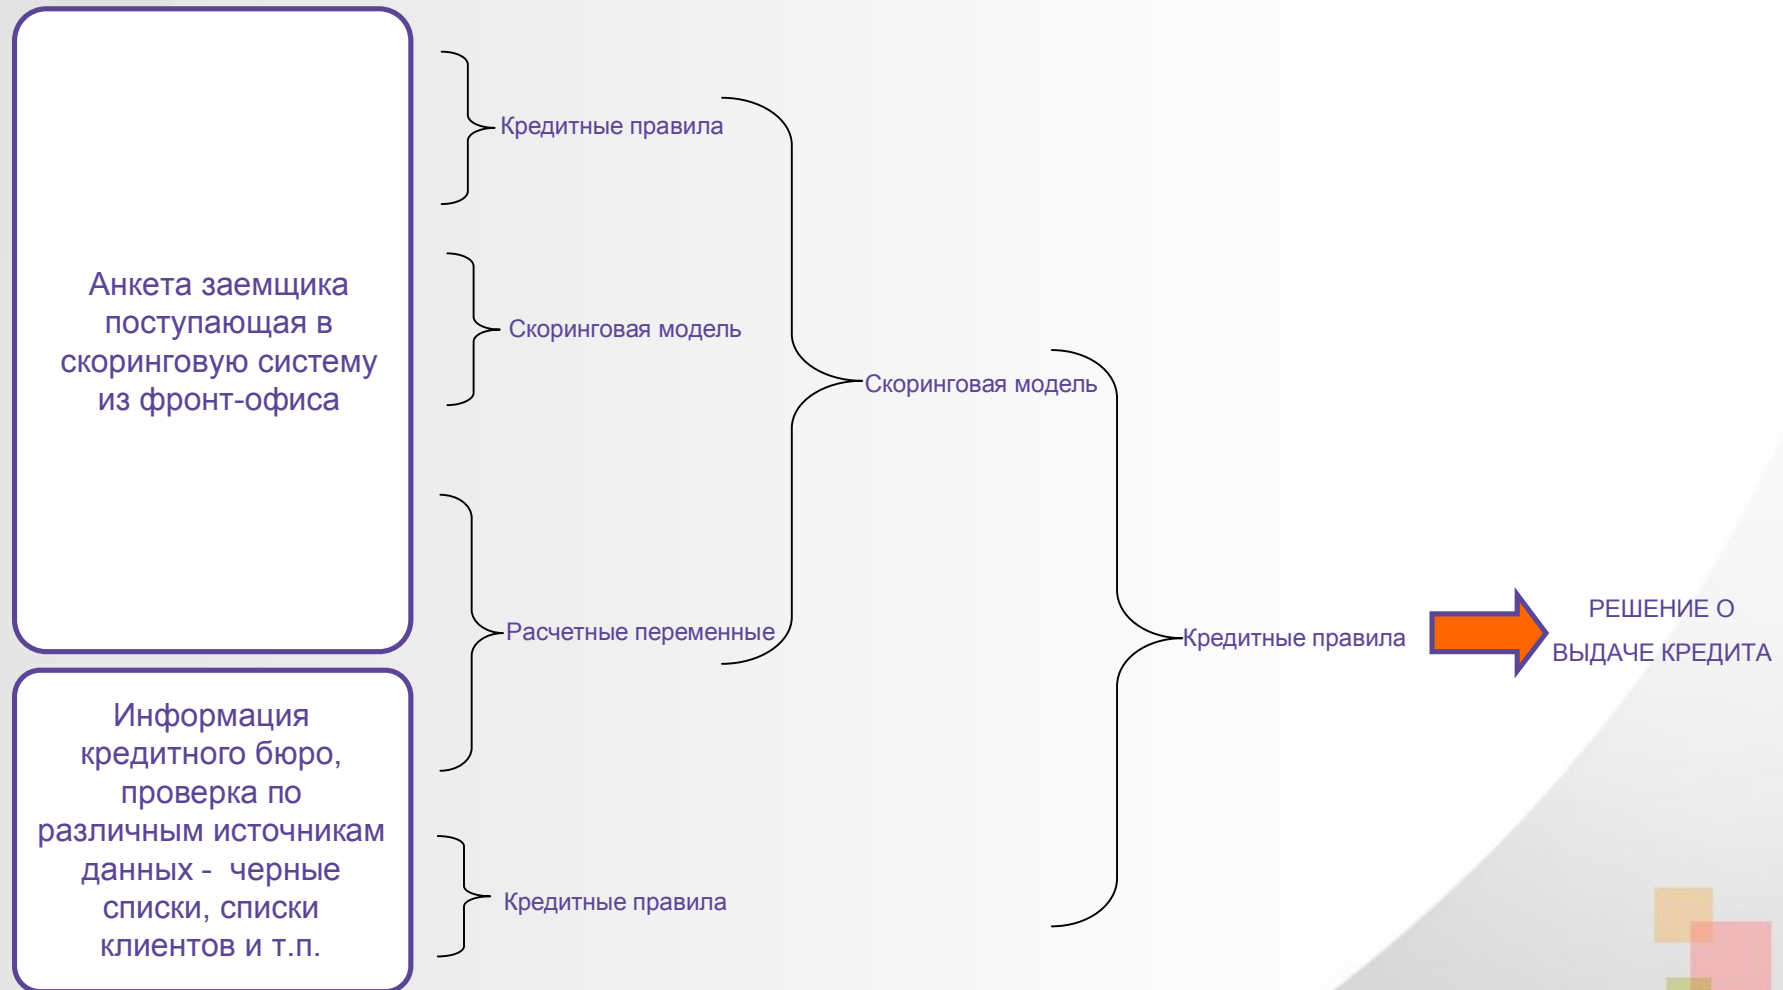 Анкета заемщика
поступающая в
скоринговую систему
из фронт-офиса
Информация
кредитного бюро,
проверка по
различным источникам
данных - черные
списки, списки
клиентов и т.п.
Кредитные правила
Скоринговая модель
Расчетные переменные
Кредитные правила
Скоринговая модель
Кредитные правила
РЕШЕНИЕ О
ВЫДАЧЕ КРЕДИТА